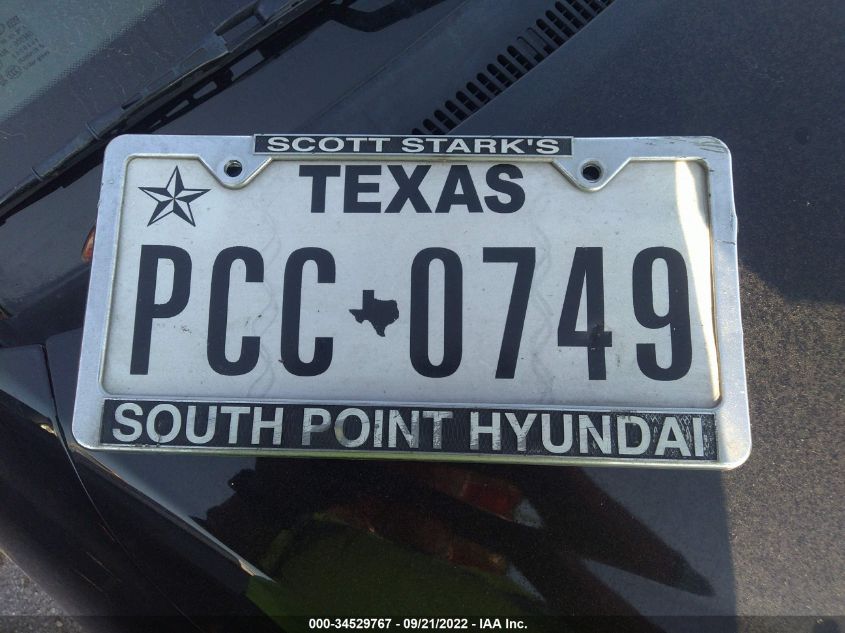 SCOTT STARK'S
TEXAS
PCC 0749
SOUTH POINT HYUNDAI
000-34529767 - 09/21/2022 - IAA Inc.